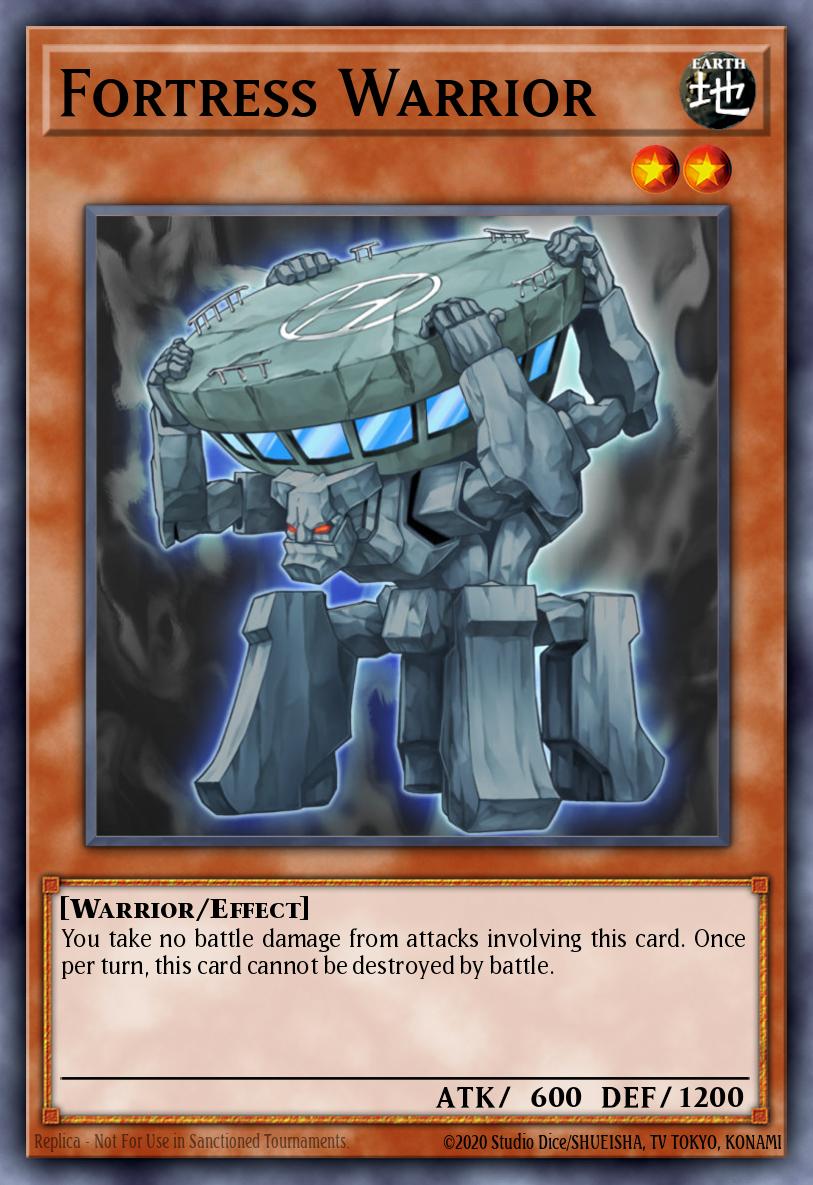 Fortress Warrior
EARTH
地
[Warrior/Effect]
You take no battle damage from attacks involving this card. Once
per turn, this card cannot be destroyed by battle.
ATK/ 600 DEF/1200
Replica - Not For Use in Sanctioned Tournaments.
©2020 Studio Dice/SHUEISHA, TV TOKYO, KONAMI